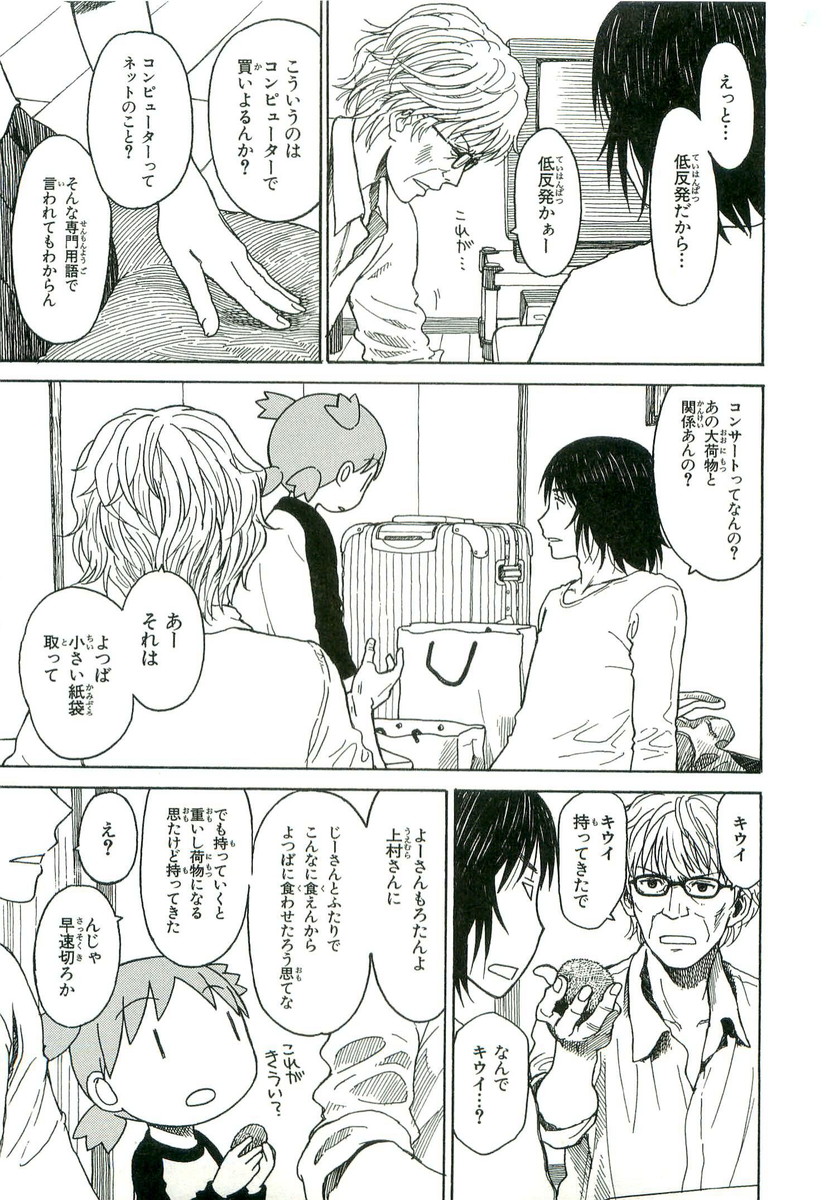 えっと…
低反発だから…
低反発かぁー
これが…
こういうのは
コンピューターで
買いよるんか？
コンピューターって
ネットのこと？
そんな専門用語で
言われてもわからん
コンサートってなんの？
あの大荷物と
関係あんの？
あー
それは
よつば
小さい紙袋
取って
キウイ
キウイ
持ってきたで
なんで
キウイ…？
よーさんもろたんよ
上村さんに
じーさんとふたりで
こんなに食えんから
よつばに食わせたろう思てな
でも持っていくと
重いし荷物になる
思たけど持ってきた
え？
んじゃ
早速切ろか
これが
きうい？